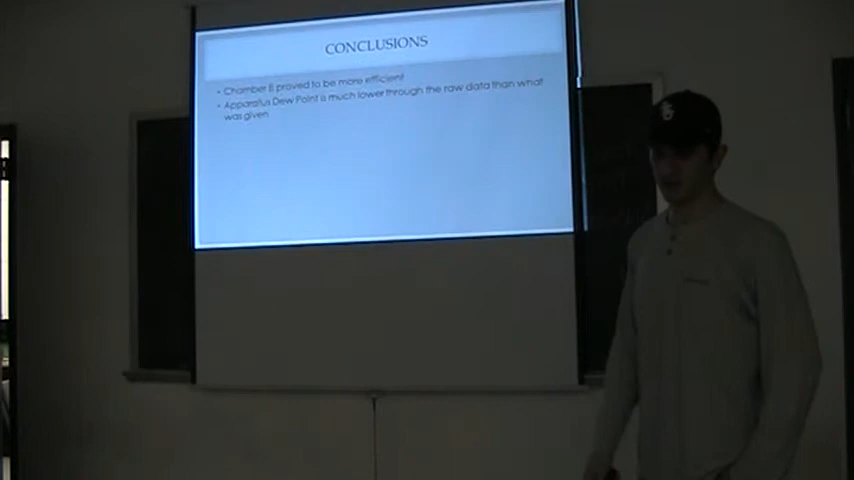 CONCLUSIONS
• Chamber B proved to be more efficient
• Apparatus Dew Point is much lower through the raw data than what
was given